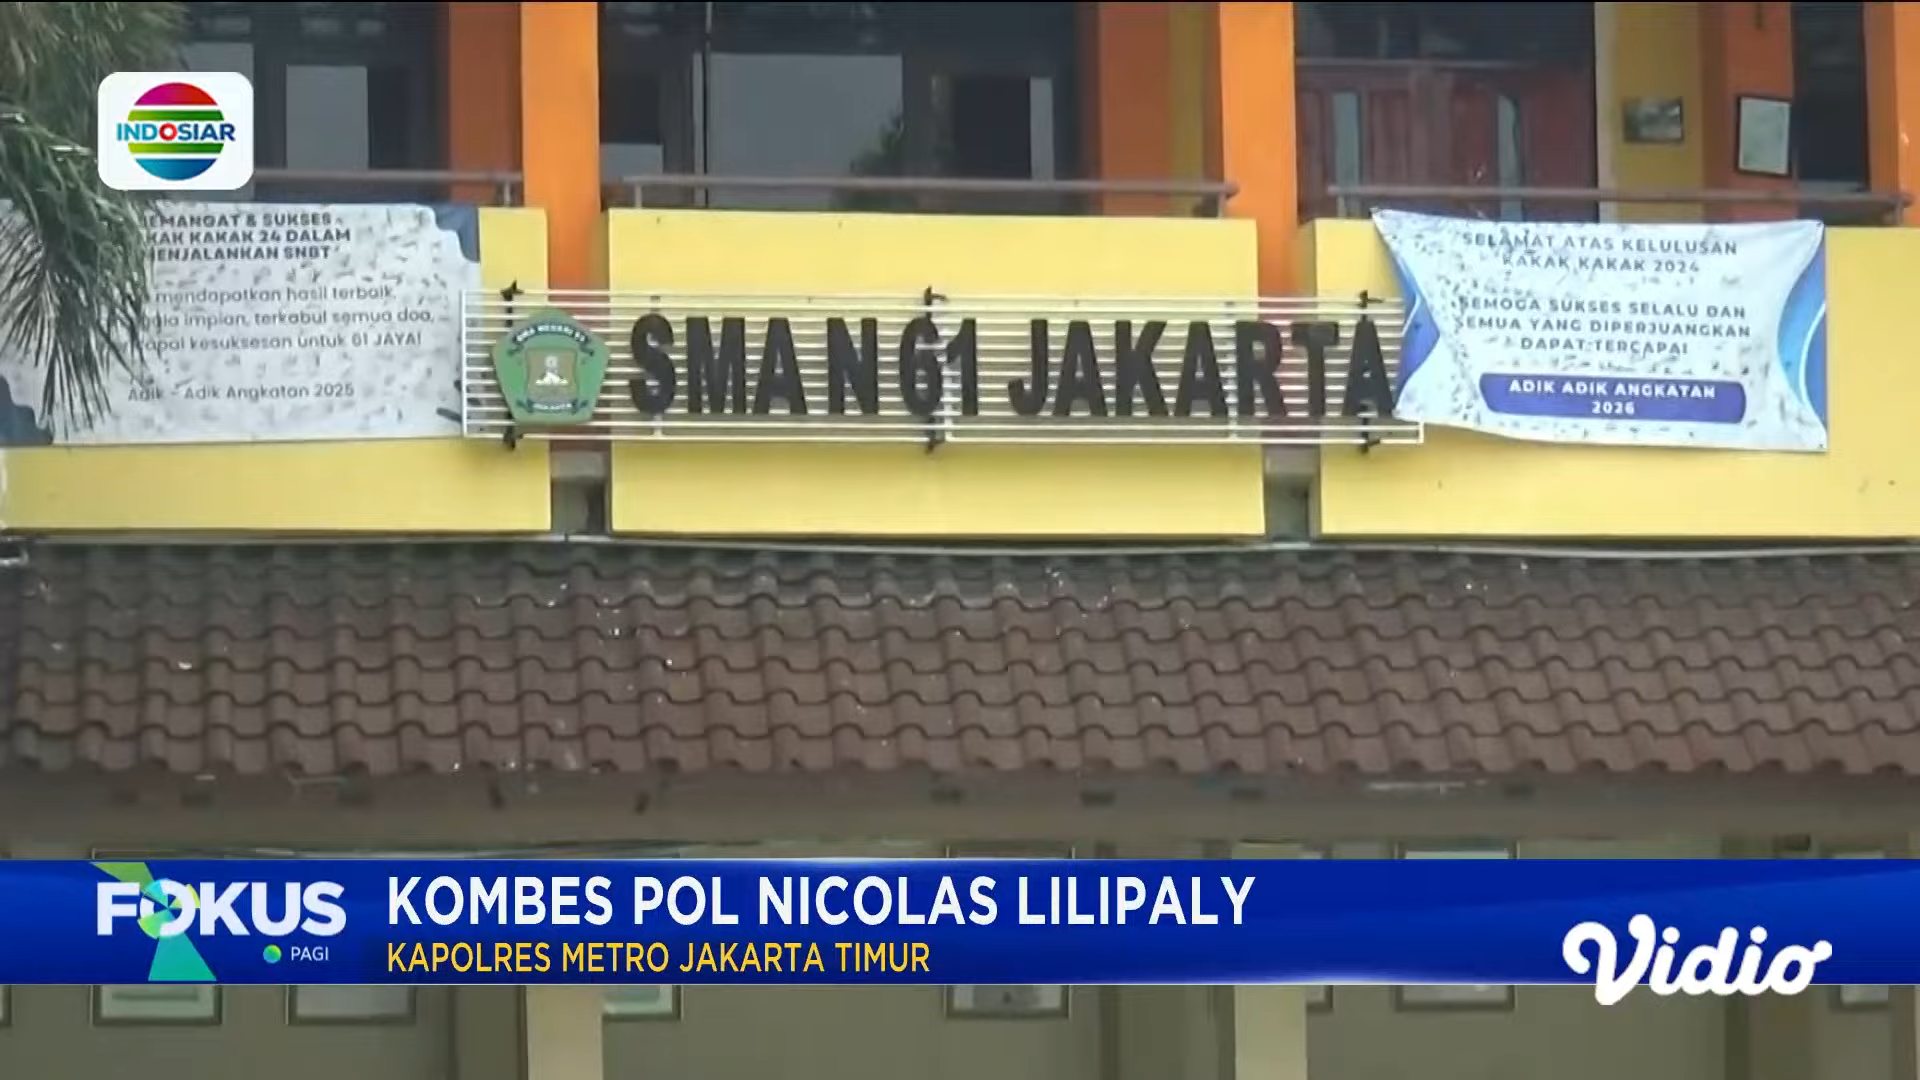 INDOSIAR
EMANGAT & SUKSES
KAK KAKAK 24 DALAM
ENJALANKAN SNBT
mendapatkan hasil terbaik,
impian, terkabul semua doa,
capai kesuksesan untuk 61 JAYA!
Adik - Adik Angkatan 2025
SMAN 61 JAKARTA
SELAMAT ATAS KELULUSAN
KAKAK KAKAK 2024
SEMOGA SUKSES SELALU DAN
SEMUA YANG DIPERJUANGKAN
DAPAT TERCAPAI
ADIK ADIK ANGKATAN
2026
FOKUS
PAGI
KOMBES POL NICOLAS LILIPALY
KAPOLRES METRO JAKARTA TIMUR
Vidio